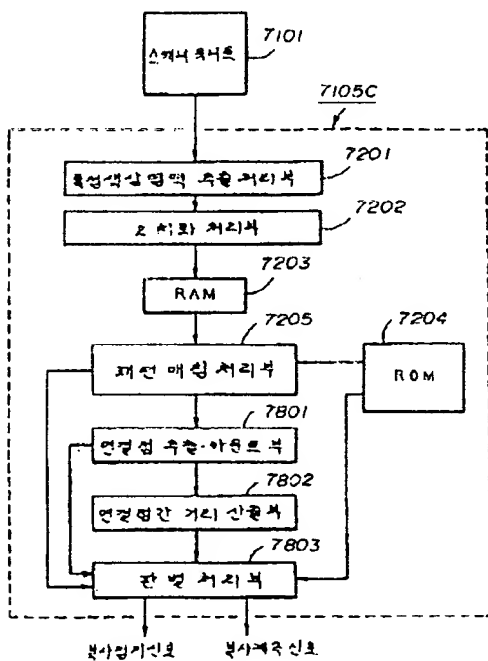 7101
스캐너 유니트
7105C
7201
특정색상영역 추출 처리부
7202
2 치화 처리부
7203
RAM
7205
7204
패턴 매칭 처리부
ROM
7801
연결점 추출·카운트부
7802
연결점간 거리 산출부
7803
판별 처리부
복사금지신호
복사계속신호